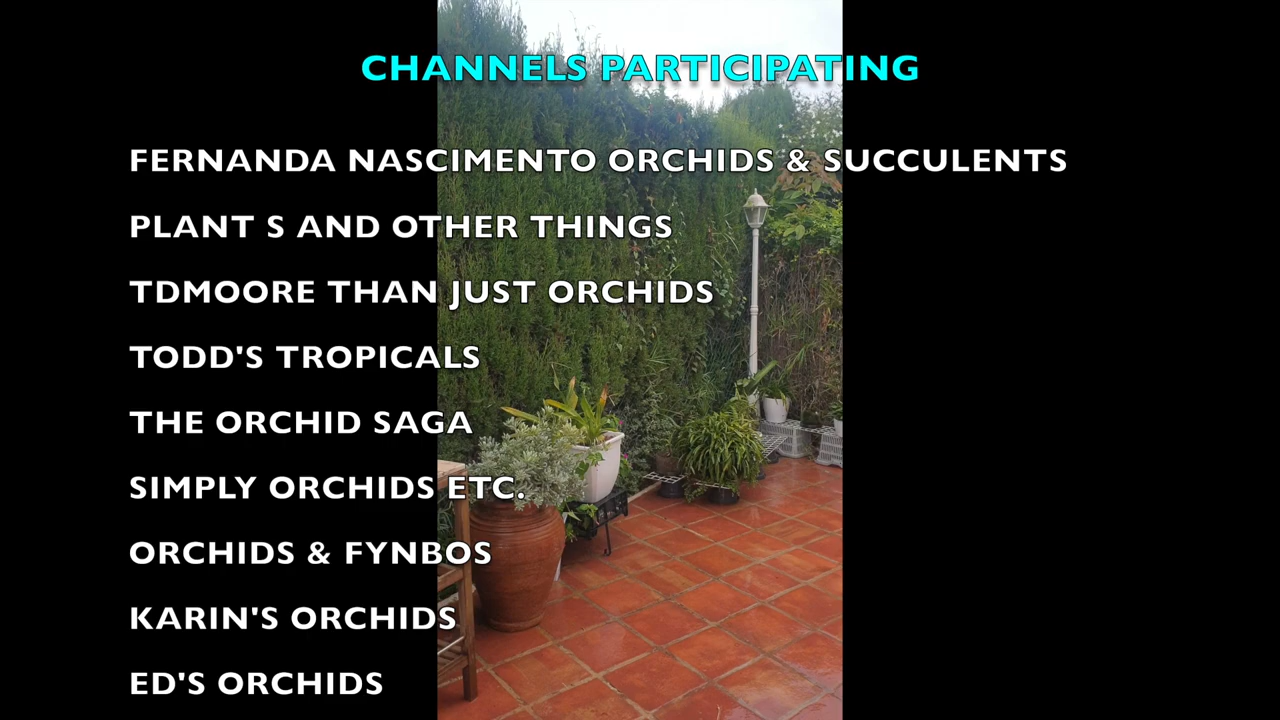 CHANNELS PARTICIPATING
FERNANDA NASCIMENTO ORCHIDS & SUCCULENTS
PLANT S AND OTHER THINGS
TDMOORE THAN JUST ORCHIDS
TODD'S TROPICALS
THE ORCHID SAGA
SIMPLY ORCHIDS ETC.
ORCHIDS & FYNBOS
KARIN'S ORCHIDS
ED'S ORCHIDS